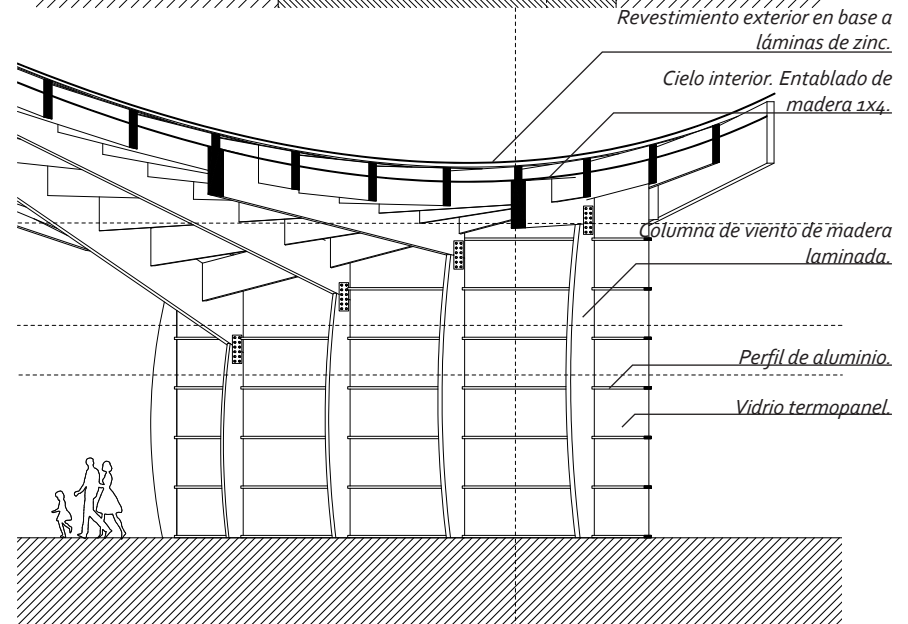 Revestimiento exterior en base a
láminas de zinc.
Cielo interior. Entablado de
madera 1x4.
Columna de viento de madera
laminada.
Perfil de aluminio.
Vidrio termopanel.